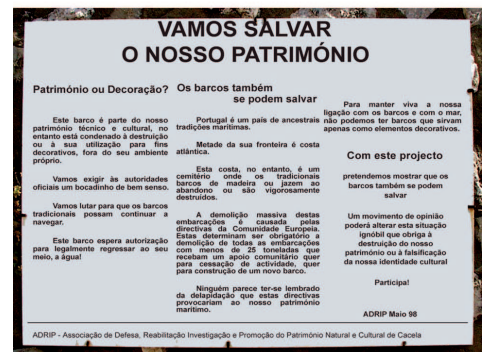 VAMOS SALVAR
O NOSSO PATRIMÓNIO
Património ou Decoração?
Este barco é parte do nosso
património técnico e cultural, no
entanto está condenado à destruição
ou à sua utilização para fins
decorativos, fora do seu ambiente
próprio.
Vamos exigir às autoridades
oficiais um bocadinho de bem senso.
Vamos lutar para que os barcos
tradicionais possam continuar a
navegar.
Este barco espera autorização
para legalmente regressar ao seu
meio, a água!
Os barcos também
se podem salvar
Portugal é um país de ancestrais
tradições marítimas.
Metade da sua fronteira é costa
atlântica.
Esta costa, no entanto, é um
cemitério onde os tradicionais
barcos de madeira ou jazem ao
abandono ou são vigorosamente
destruídos.
A demolição massiva destas
embarcações é causada pelas
directivas da Comunidade Europeia.
Estas determinam ser obrigatório a
demolição de todas as embarcações
com menos de 25 toneladas que
recebam um apoio comunitário quer
para cessação de actividade, quer
para construção de um novo barco.
Ninguém parece ter-se lembrado
da delapidação que estas directivas
provocariam ao nosso património
marítimo.
Para manter viva a nossa
ligação com os barcos e com o mar,
não podemos ter barcos que sirvam
apenas como elementos decorativos.
Com este projecto
pretendemos mostrar que os
barcos também se podem
salvar
Um movimento de opinião
poderá alterar esta situação
ignóbil que obriga à
destruição do nosso
património ou à falsificação
da nossa identidade cultural
Participa!
ADRIP Maio 98
ADRIP - Associação de Defesa, Reabilitação Investigação e Promoção do Património Natural e Cultural de Cacela